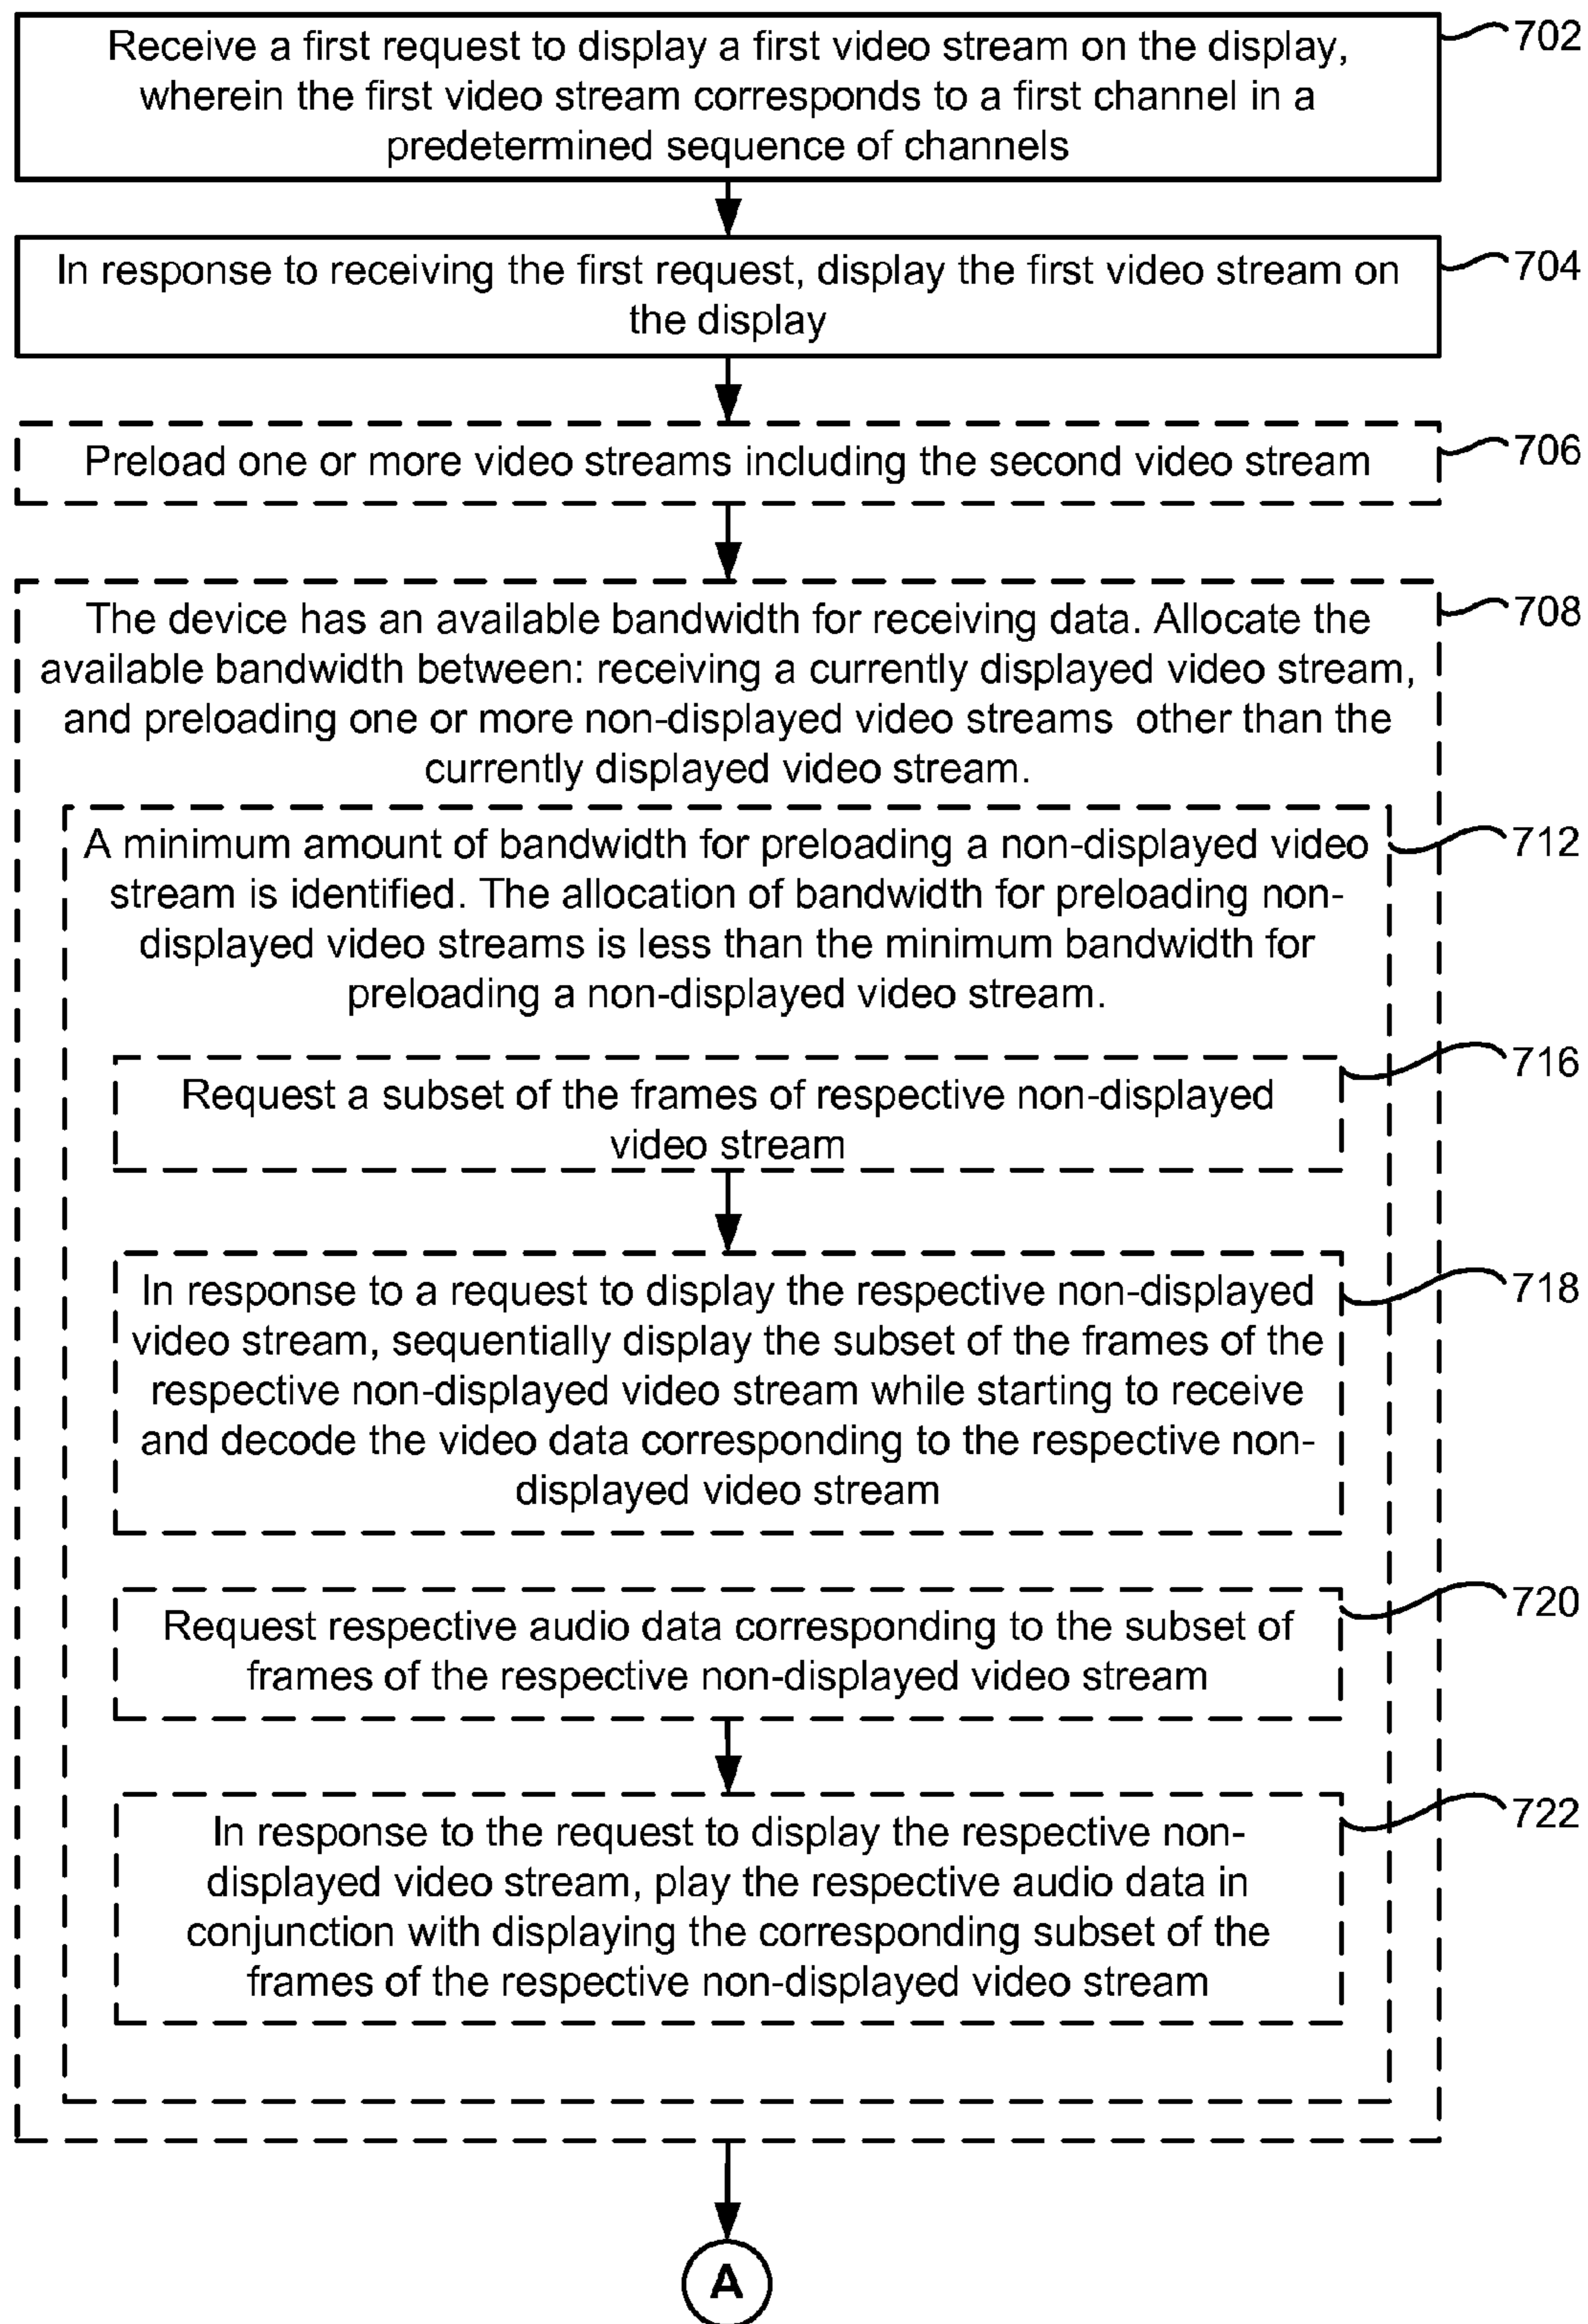 Receive a first request to display a first video stream on the display,
wherein the first video stream corresponds to a first channel in a
predetermined sequence of channels
702
In response to receiving the first request, display the first video stream on
the display
704
Preload one or more video streams including the second video stream
706
The device has an available bandwidth for receiving data. Allocate the
available bandwidth between: receiving a currently displayed video stream,
and preloading one or more non-displayed video streams other than the
currently displayed video stream.
708
A minimum amount of bandwidth for preloading a non-displayed video
stream is identified. The allocation of bandwidth for preloading non-
displayed video streams is less than the minimum bandwidth for
preloading a non-displayed video stream.
712
Request a subset of the frames of respective non-displayed
video stream
716
In response to a request to display the respective non-displayed
video stream, sequentially display the subset of the frames of the
respective non-displayed video stream while starting to receive
and decode the video data corresponding to the respective non-
displayed video stream
718
Request respective audio data corresponding to the subset of
frames of the respective non-displayed video stream
720
In response to the request to display the respective non-
displayed video stream, play the respective audio data in
conjunction with displaying the corresponding subset of the
frames of the respective non-displayed video stream
722
A